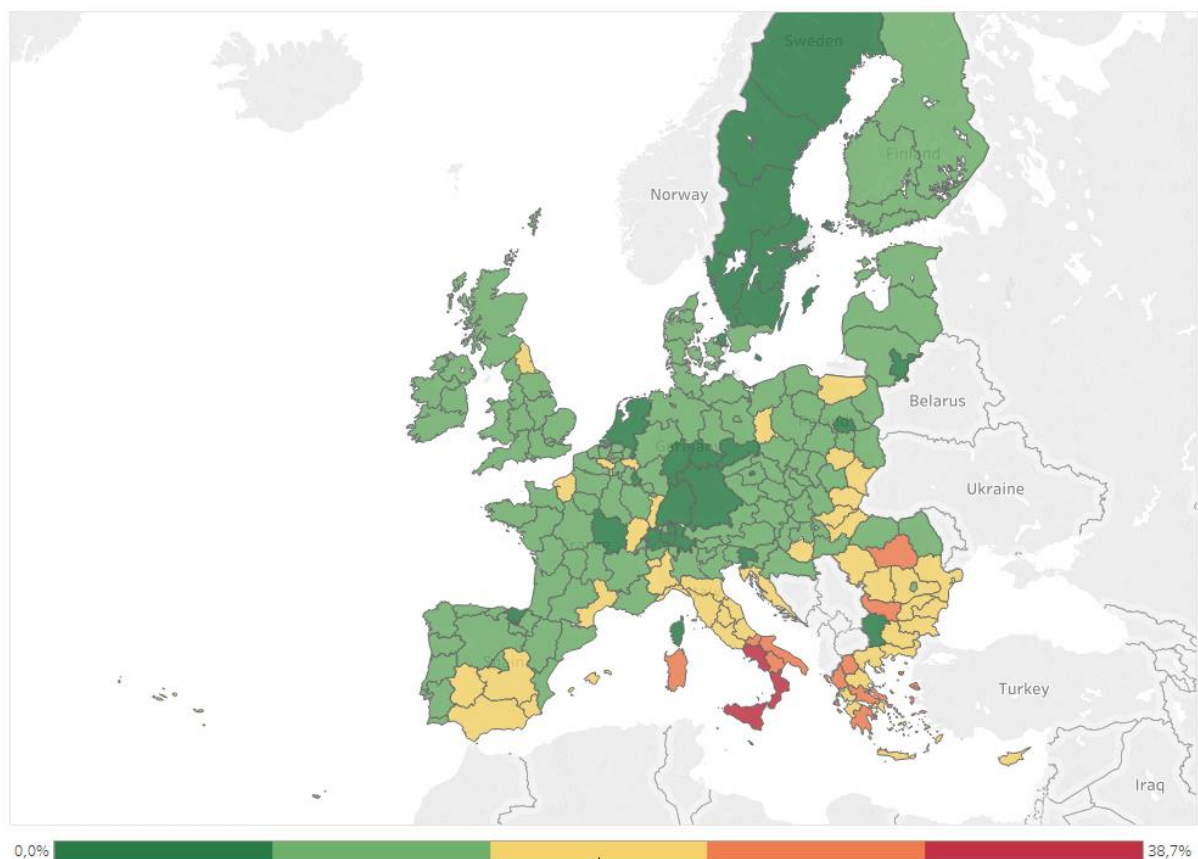 Sweden
Finland
Norway
Belarus
Ukraine
Turkey
Iraq
0,0%
38,7%